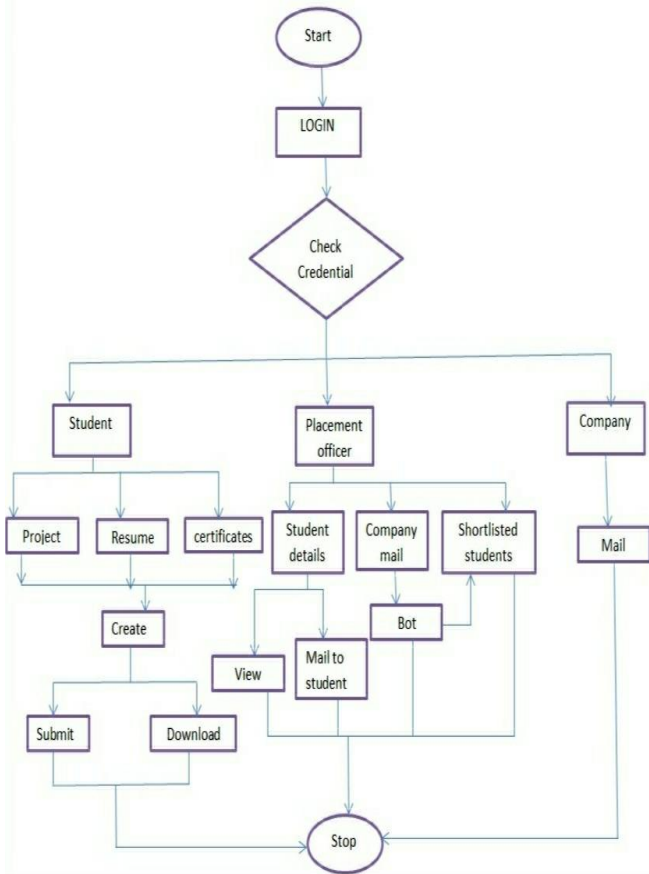 Start
LOGIN
Check
Credential
Student
Placement
officer
Company
Project
Resume
certificates
Student
details
Company
mail
Shortlisted
students
Mail
Create
Bot
View
Mail to
student
Submit
Download
Stop